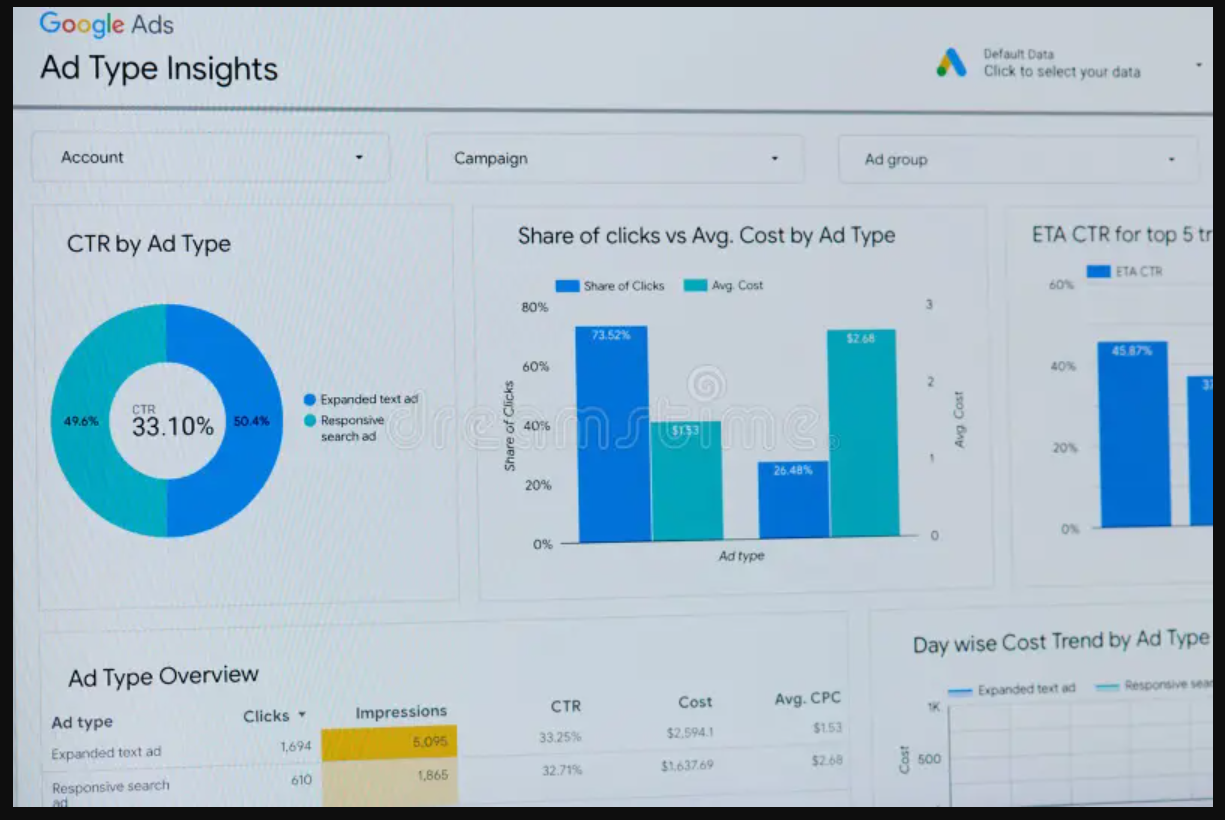 Google Ads
Ad Type Insights
Default Data
Click to select your data
Account
Campaign
Ad group
CTR by Ad Type
49.6%
CTR
33.10%
50.4%
Expanded text ad
Responsive
search ad
Share of clicks vs Avg. Cost by Ad Type
Share of Clicks
Avg. Cost
80%
60%
40%
20%
0%
Share of Clicks
73.52%
$1.53
26.48%
$2.68
3
2
1
0
Avg. Cost
Ad type
dreamstime.
ETA CTR for top 5 tr
ETA CTR
60%
40%
20%
0%
45.87%
Ad Type Overview
Ad type Clicks Impressions CTR Cost Avg. CPC
Expanded text ad 1,694 5,095 33.25% $2,594.1 $1.53
Responsive search 610 1,865 32.71% $1,637.69 $2.68
ad
Day wise Cost Trend by Ad Type
Expanded text ad
Responsive sear
1K
500
Cost